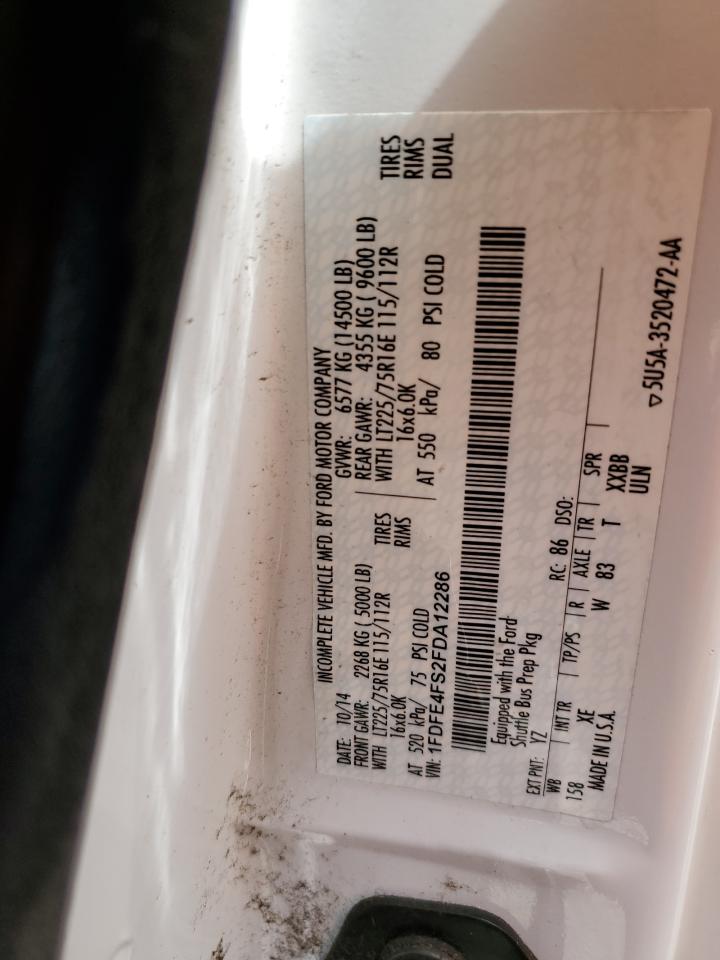 INCOMPLETE VEHICLE MFD. BY FORD MOTOR COMPANY
DATE: 10/14 GVWR: 6577 KG (14500 LB)
FRONT GAWR: 2268 KG ( 5000 LB) REAR GAWR: 4355 KG ( 9600 LB)
WITH LT225/75R16E 115/112R TIRES WITH LT225/75R16E 115/112R TIRES
16x6.0K RIMS 16x6.0K RIMS
AT 520 kPa/ 75 PSI COLD AT 550 kPa/ 80 PSI COLD DUAL
VIN: 1FDFE4FS2FDA12286
Equipped with the Ford
Shuttle Bus Prep Pkg
EXT PNT: YZ RC: 86 DSO:
WB INT TR TP/PS R AXLE TR SPR
158 XE W 83 T XXBB
MADE IN U.S.A. ULN
▽5U5A-3520472-AA